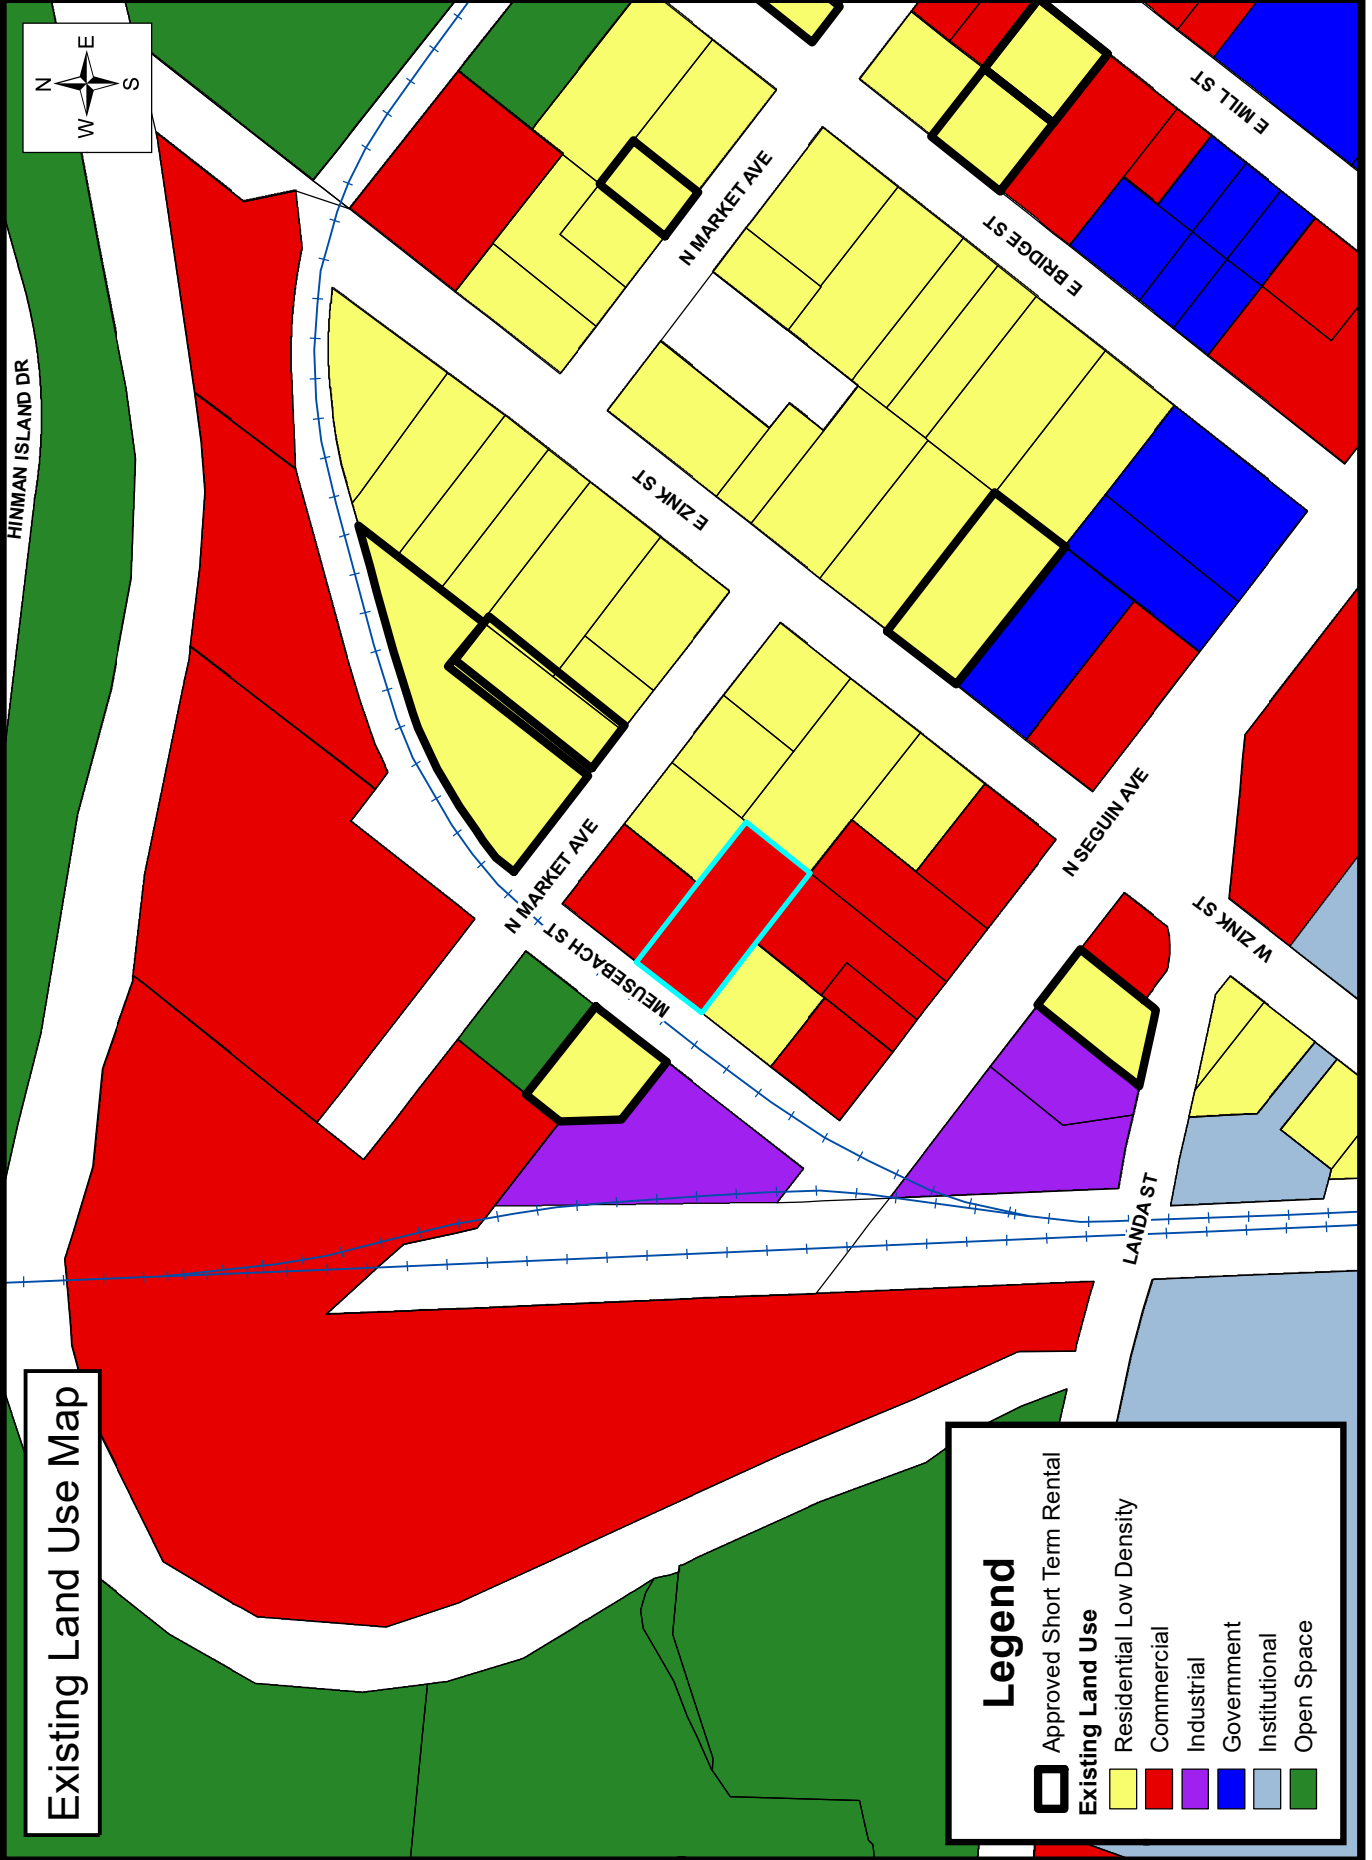 Existing Land Use Map
N
W
E
S
HINMAN ISLAND DR
N MARKET AVE
E BRIDGE ST
E MILL ST
E ZINK ST
N MARKET AVE
MEUSEBACH ST
N SEGUIN AVE
W ZINK ST
LANDA ST
Legend
Approved Short Term Rental
Existing Land Use
Residential Low Density
Commercial
Industrial
Government
Institutional
Open Space